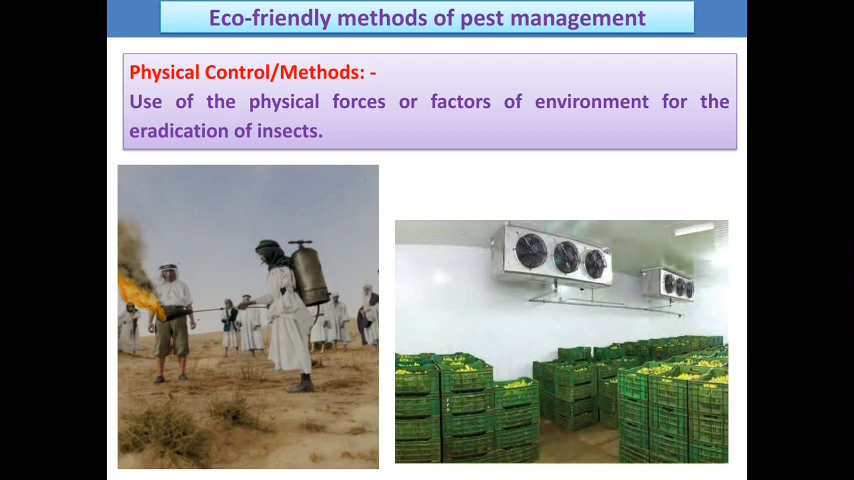 Eco-friendly methods of pest management
Physical Control/Methods: -
Use of the physical forces or factors of environment for the
eradication of insects.